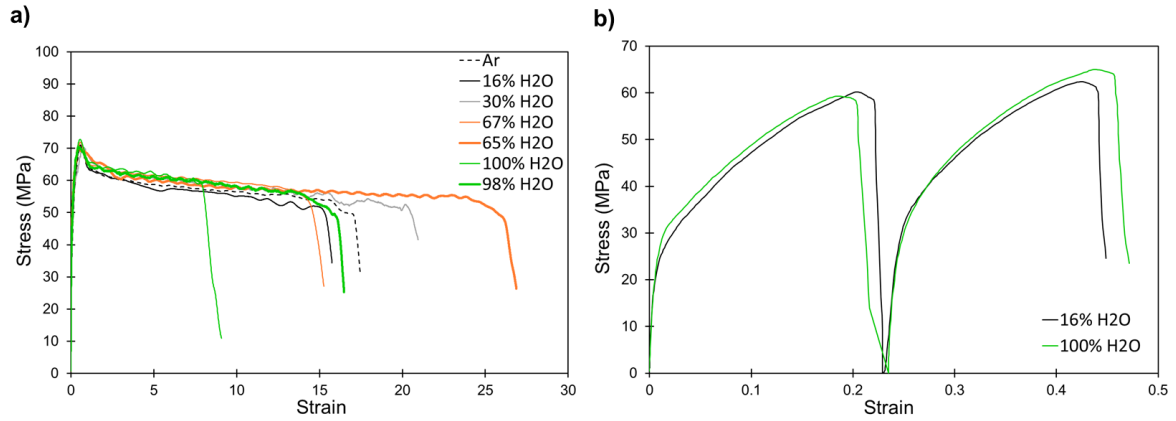 a)
100
90
80
70
60
50
40
30
20
10
0
Stress (MPa)
0 5 10 15 20 25 30
Strain
Ar
16% H2O
30% H2O
67% H2O
65% H2O
100% H2O
98% H2O
b)
70
60
50
40
30
20
10
0
Stress (MPa)
0 0.1 0.2 0.3 0.4 0.5
Strain
16% H2O
100% H2O